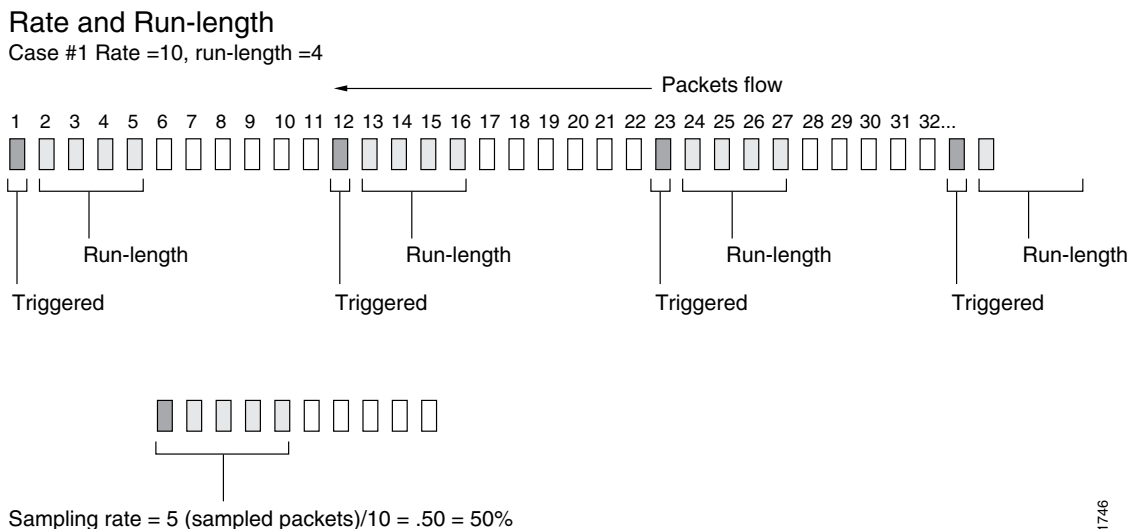 Rate and Run-length
Case #1 Rate =10, run-length =4
Packets flow
1 2 3 4 5 6 7 8 9 10 11 12 13 14 15 16 17 18 19 20 21 22 23 24 25 26 27 28 29 30 31 32...
Run-length Run-length Run-length Run-length
Triggered Triggered Triggered Triggered
Sampling rate = 5 (sampled packets)/10 = .50 = 50%
1746